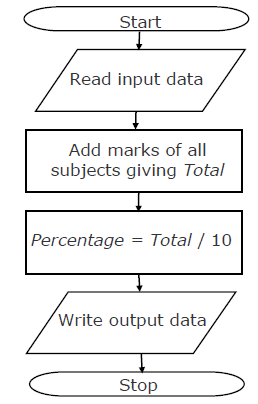 Start
Read input data
Add marks of all
subjects giving Total
Percentage = Total / 10
Write output data
Stop